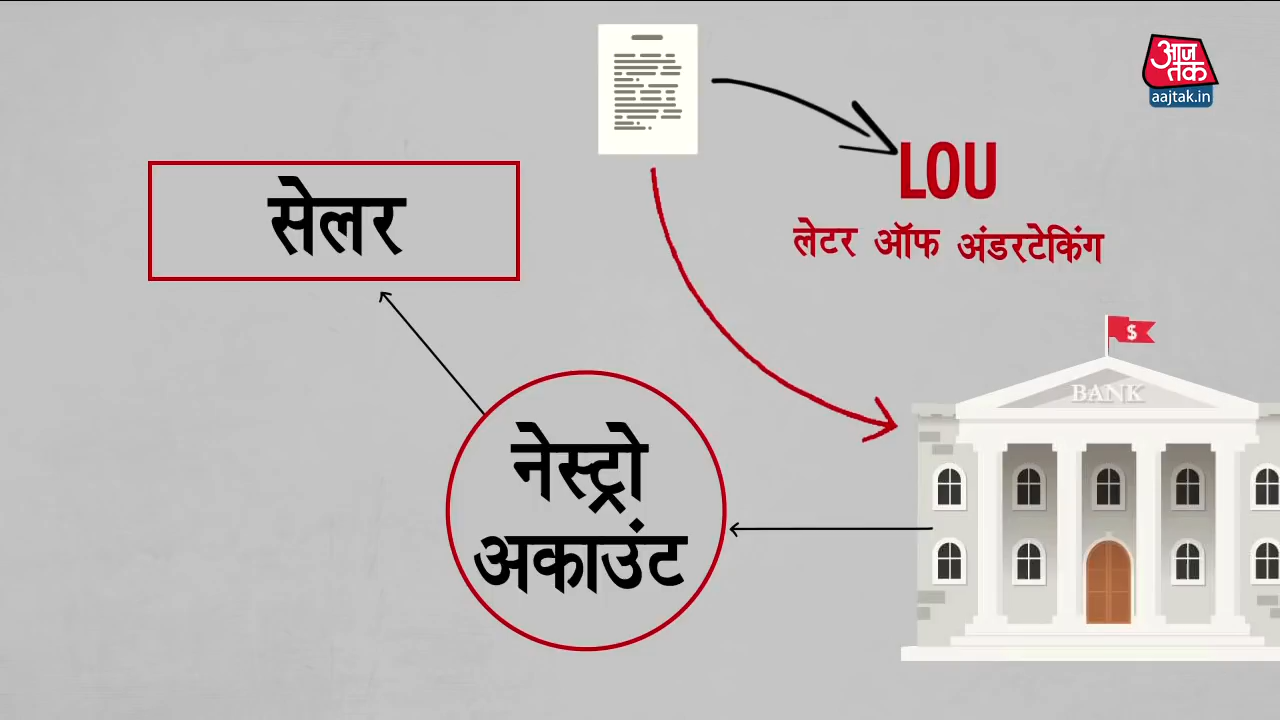 आज
तक
aajtak.in
LOU
लेटर ऑफ अंडरटेकिंग
सेलर
$
BANK
नेस्ट्रो
अकाउंट